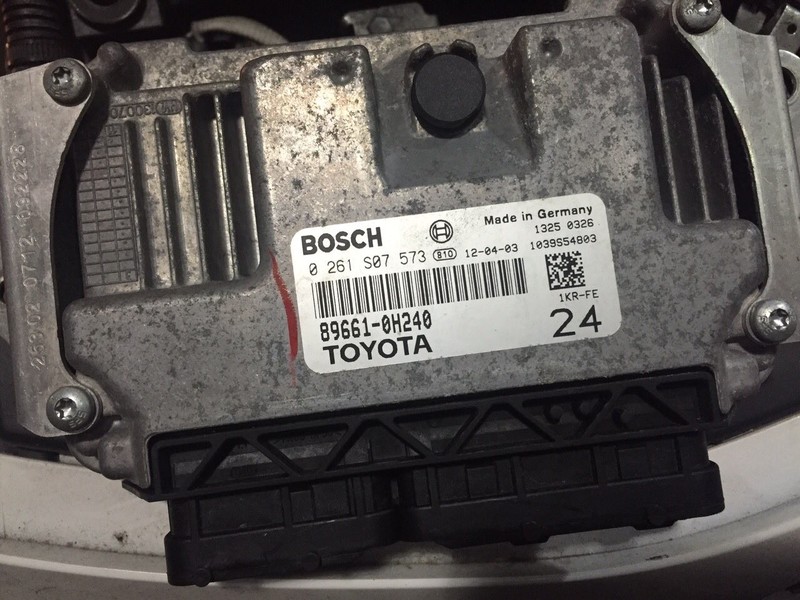 BOSCH
Made in Germany
0 261 S07 573 810 12-04-03
1325 0326
1039S54803
89661-0H240
1KR-FE
TOYOTA
24